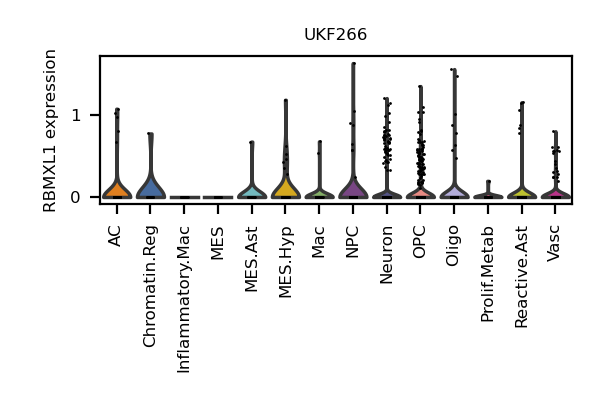 UKF266
RBMXL1 expression
1
0
AC
Chromatin.Reg
Inflammatory.Mac
MES
MES.Ast
MES.Hyp
Mac
NPC
Neuron
OPC
Oligo
Prolif.Metab
Reactive.Ast
Vasc